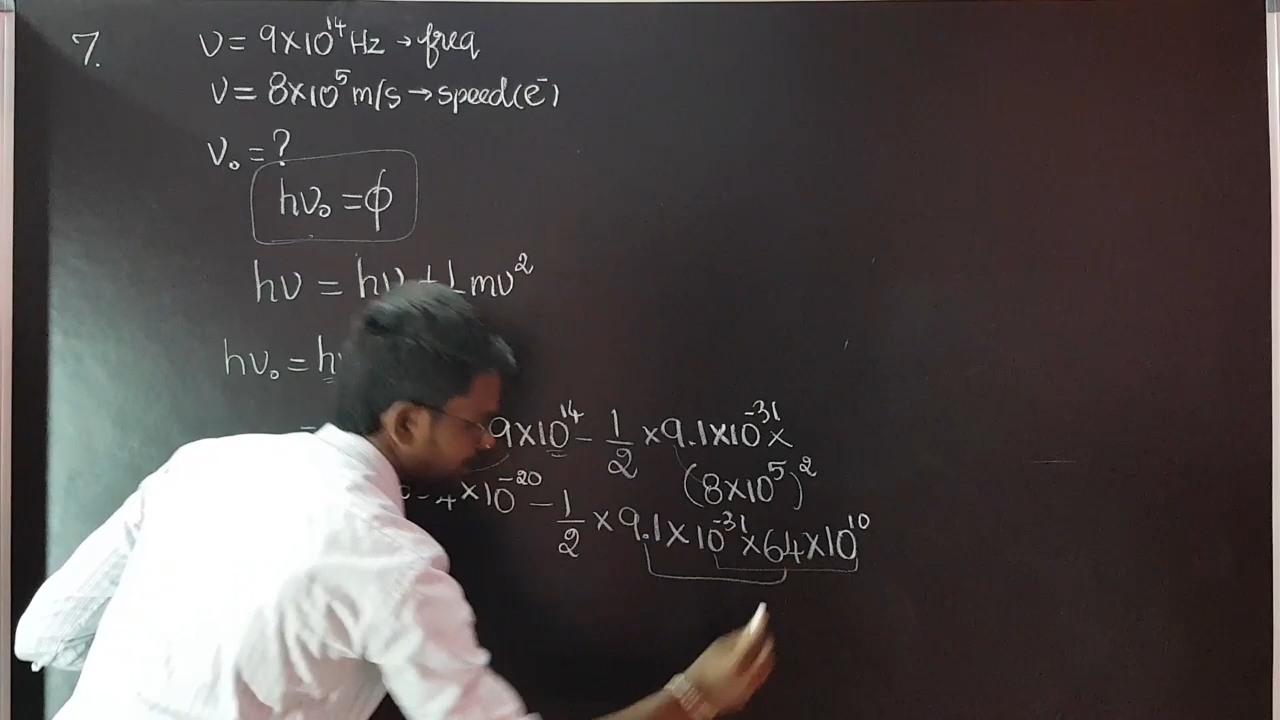 7.
ν = 9×10¹⁴ Hz → freq
v = 8×10⁵ m/s → speed(e⁻)
ν₀ = ?
hν₀ = ϕ
hν = hν + 1 mv²
hν₀ = h
9×10¹⁴ - 1/2 × 9.1×10⁻³¹ ×
(8×10⁵)²
4×10⁻²⁰ - 1/2 × 9.1×10⁻³¹ × 64×10¹⁰